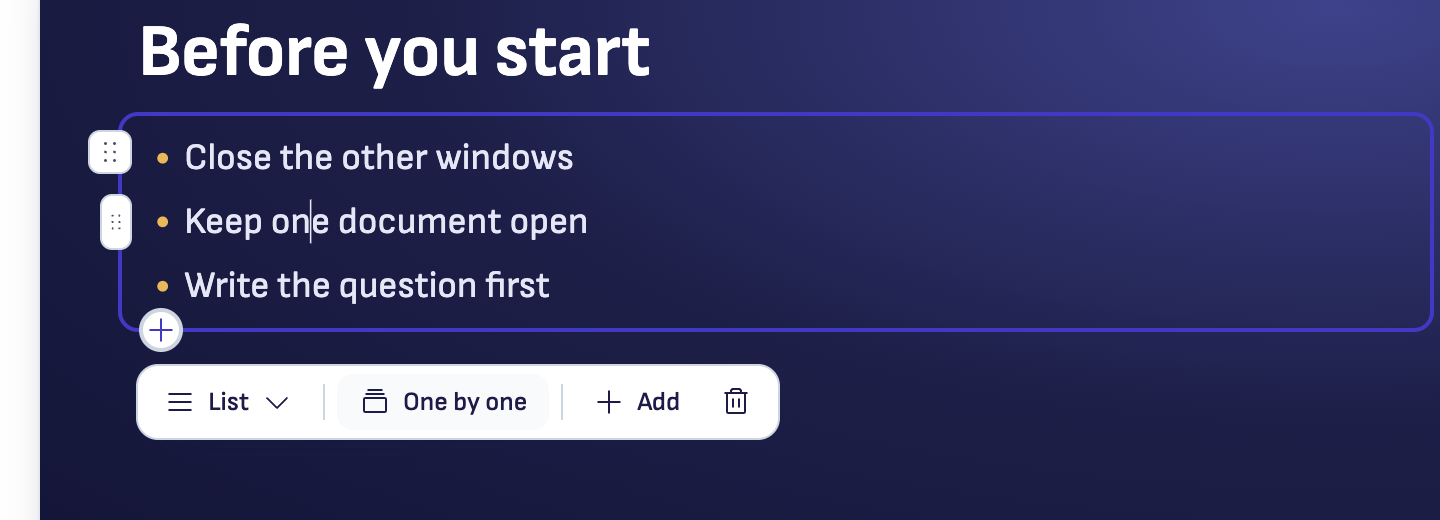 Before you start
Close the other windows
Keep one document open
Write the question first
List
One by one
Add